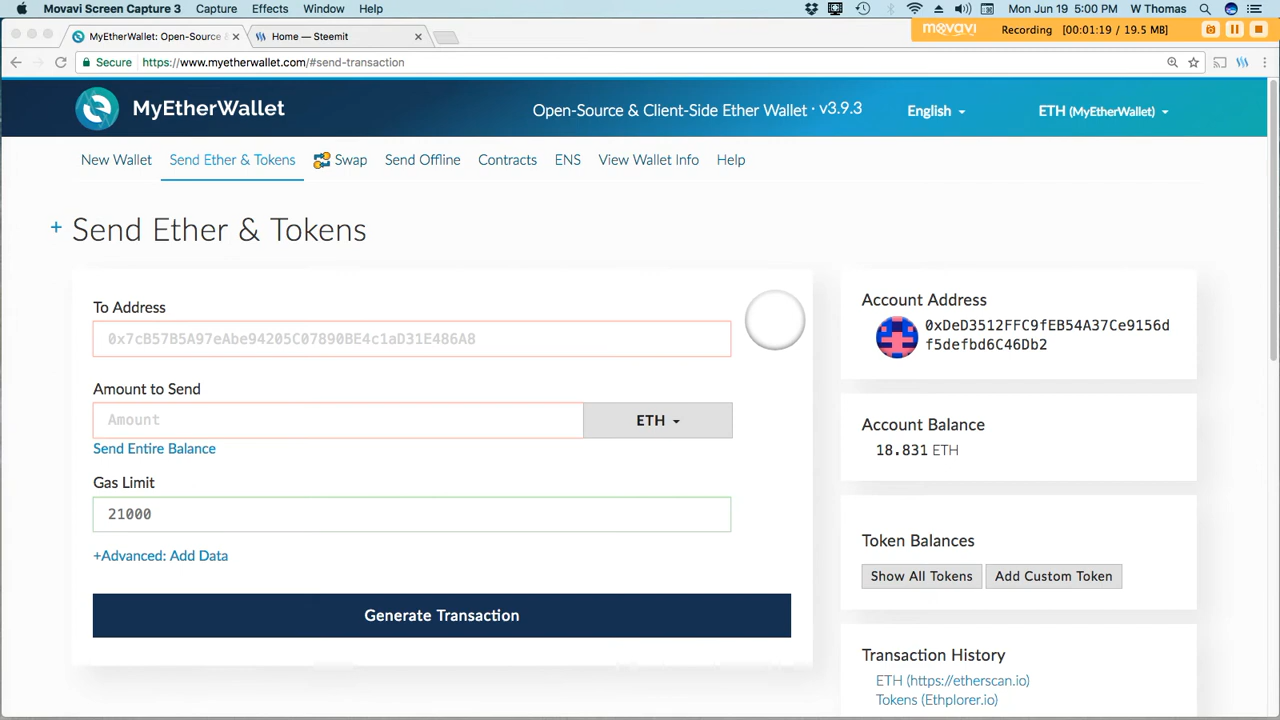 Movavi Screen Capture 3 Capture Effects Window Help Mon Jun 19 5:00 PM W Thomas
MyEtherWallet: Open-Source & Home — Steemit
movavi Recording [00:01:19 / 19.5 MB]
Secure https://www.myetherwallet.com/#send-transaction
MyEtherWallet Open-Source & Client-Side Ether Wallet · v3.9.3 English ETH (MyEtherWallet)
New Wallet Send Ether & Tokens Swap Send Offline Contracts ENS View Wallet Info Help
+ Send Ether & Tokens
To Address
0x7cB57B5A97eAbe94205C07890BE4c1aD31E486A8
Amount to Send
Amount ETH
Send Entire Balance
Gas Limit
21000
+Advanced: Add Data
Generate Transaction
Account Address
0xDeD3512FFC9fEB54A37Ce9156d
f5defbd6C46Db2
Account Balance
18.831 ETH
Token Balances
Show All Tokens Add Custom Token
Transaction History
ETH (https://etherscan.io)
Tokens (Ethplorer.io)